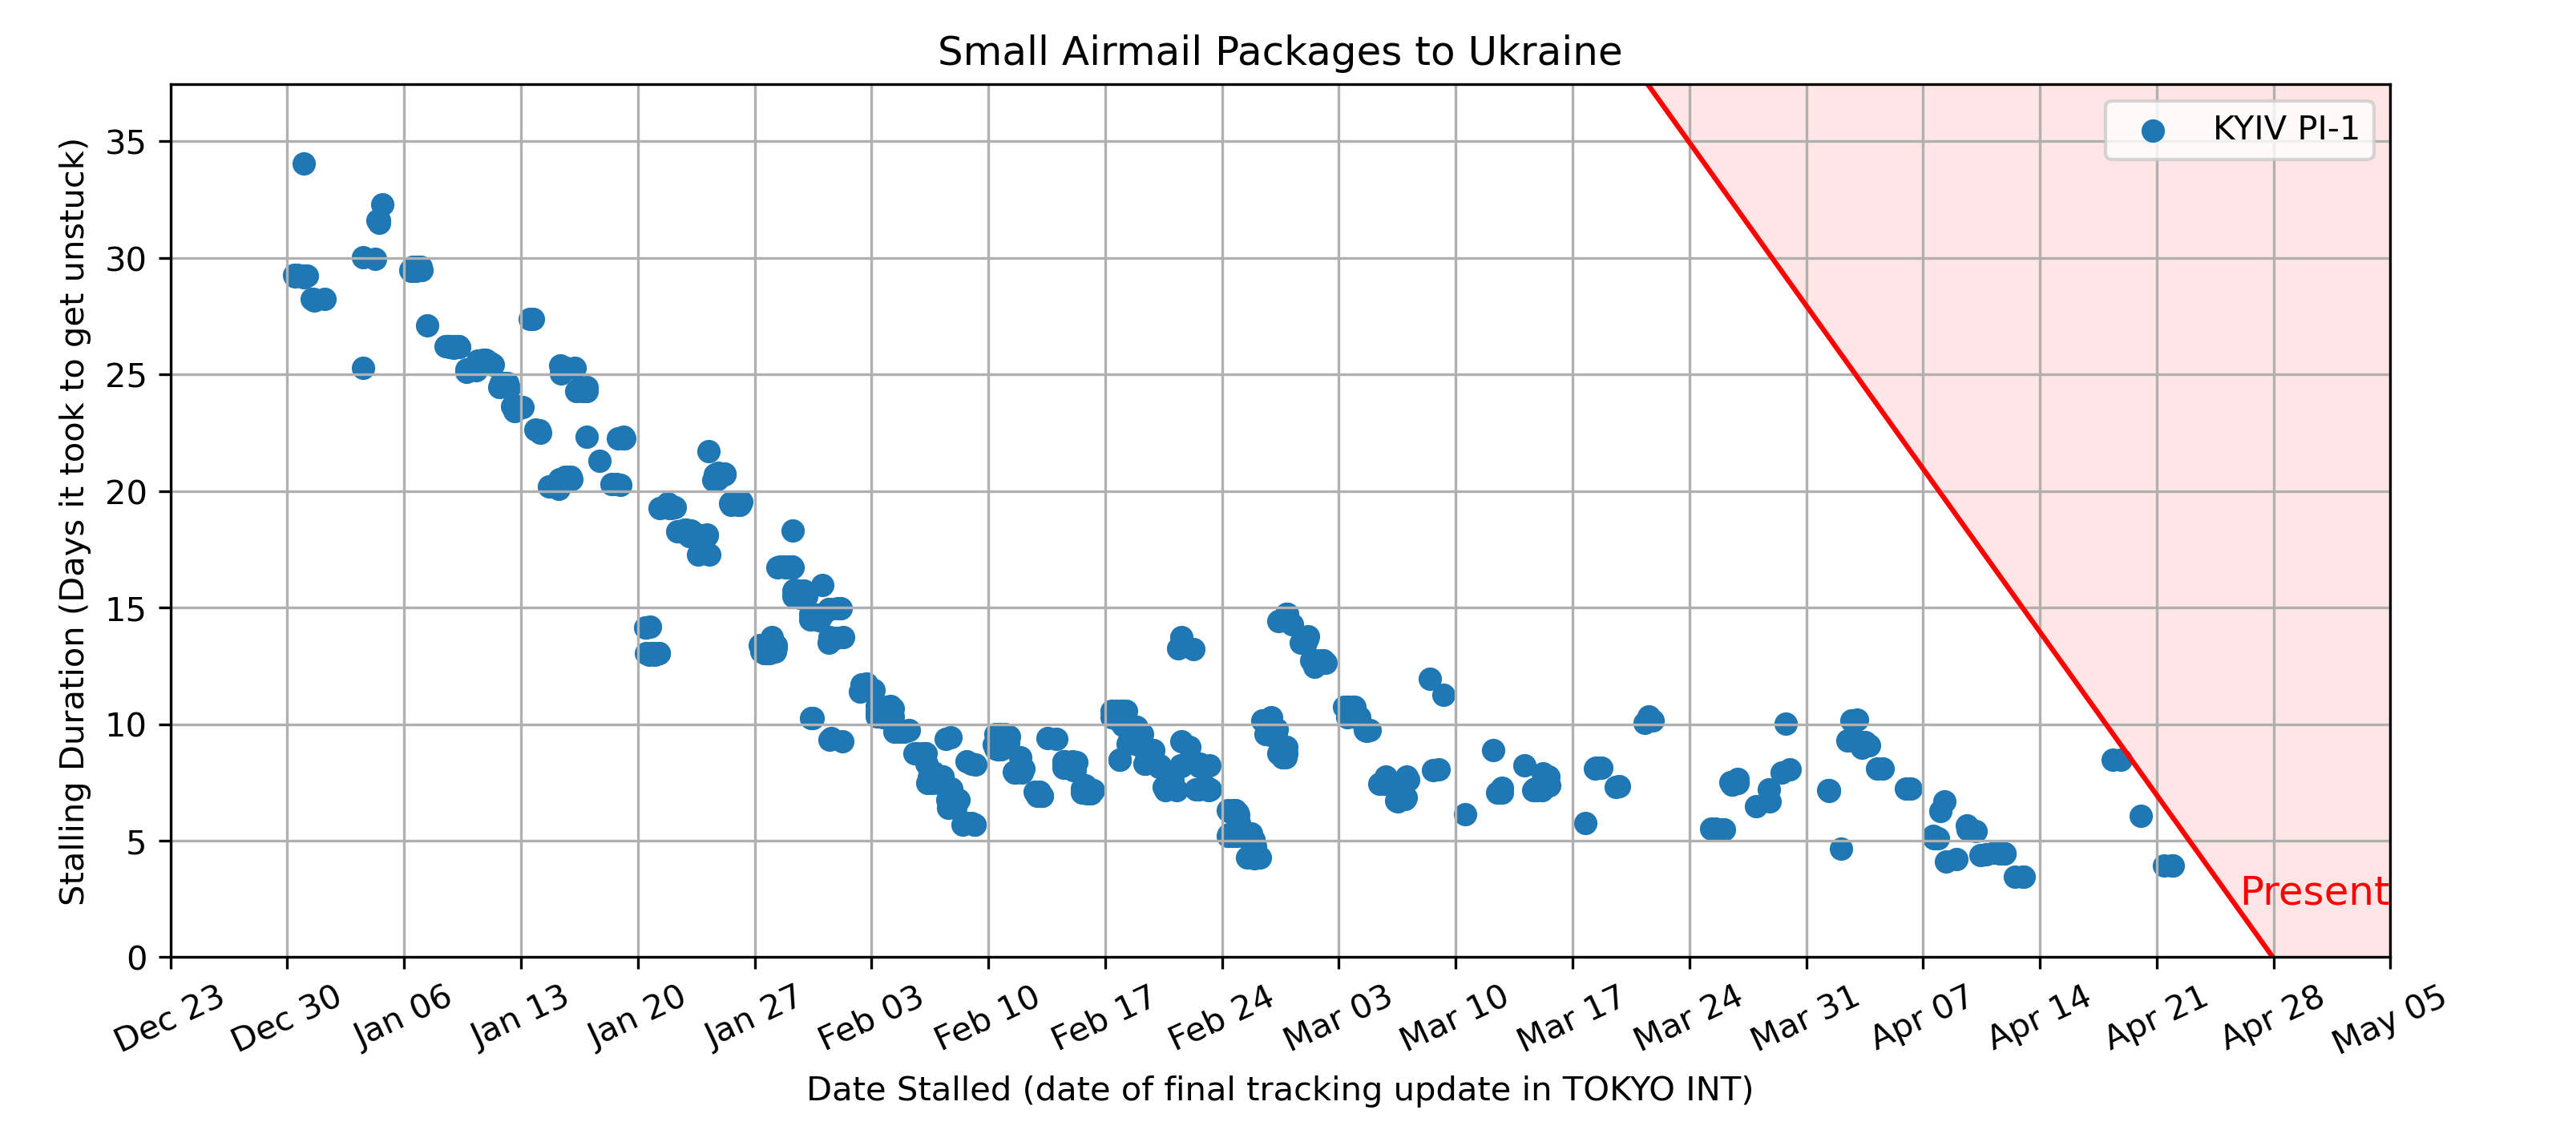 Small Airmail Packages to Ukraine
KYIV PI-1
Present
Stalling Duration (Days it took to get unstuck)
35
30
25
20
15
10
5
0
Dec 23
Dec 30
Jan 06
Jan 13
Jan 20
Jan 27
Feb 03
Feb 10
Feb 17
Feb 24
Mar 03
Mar 10
Mar 17
Mar 24
Mar 31
Apr 07
Apr 14
Apr 21
Apr 28
May 05
Date Stalled (date of final tracking update in TOKYO INT)